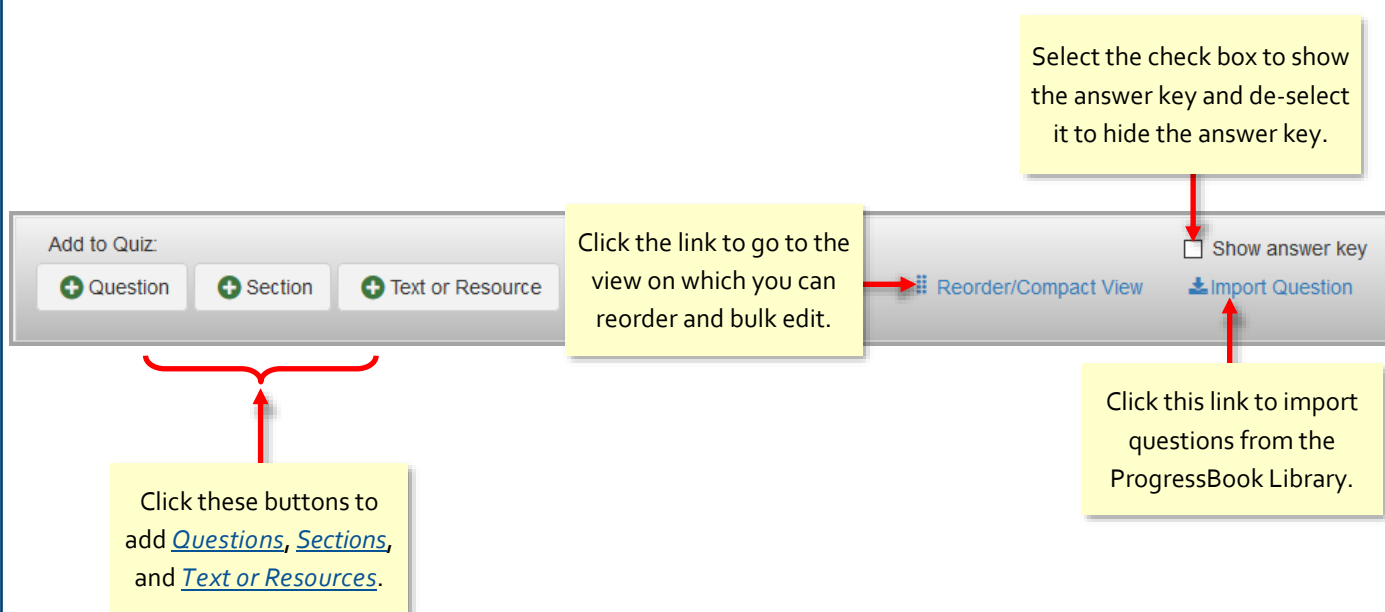 Select the check box to show
the answer key and de-select
it to hide the answer key.
Add to Quiz:
Question
Section
Text or Resource
Click the link to go to the
view on which you can
reorder and bulk edit.
Show answer key
Reorder/Compact View
Import Question
Click these buttons to
add Questions, Sections,
and Text or Resources.
Click this link to import
questions from the
ProgressBook Library.